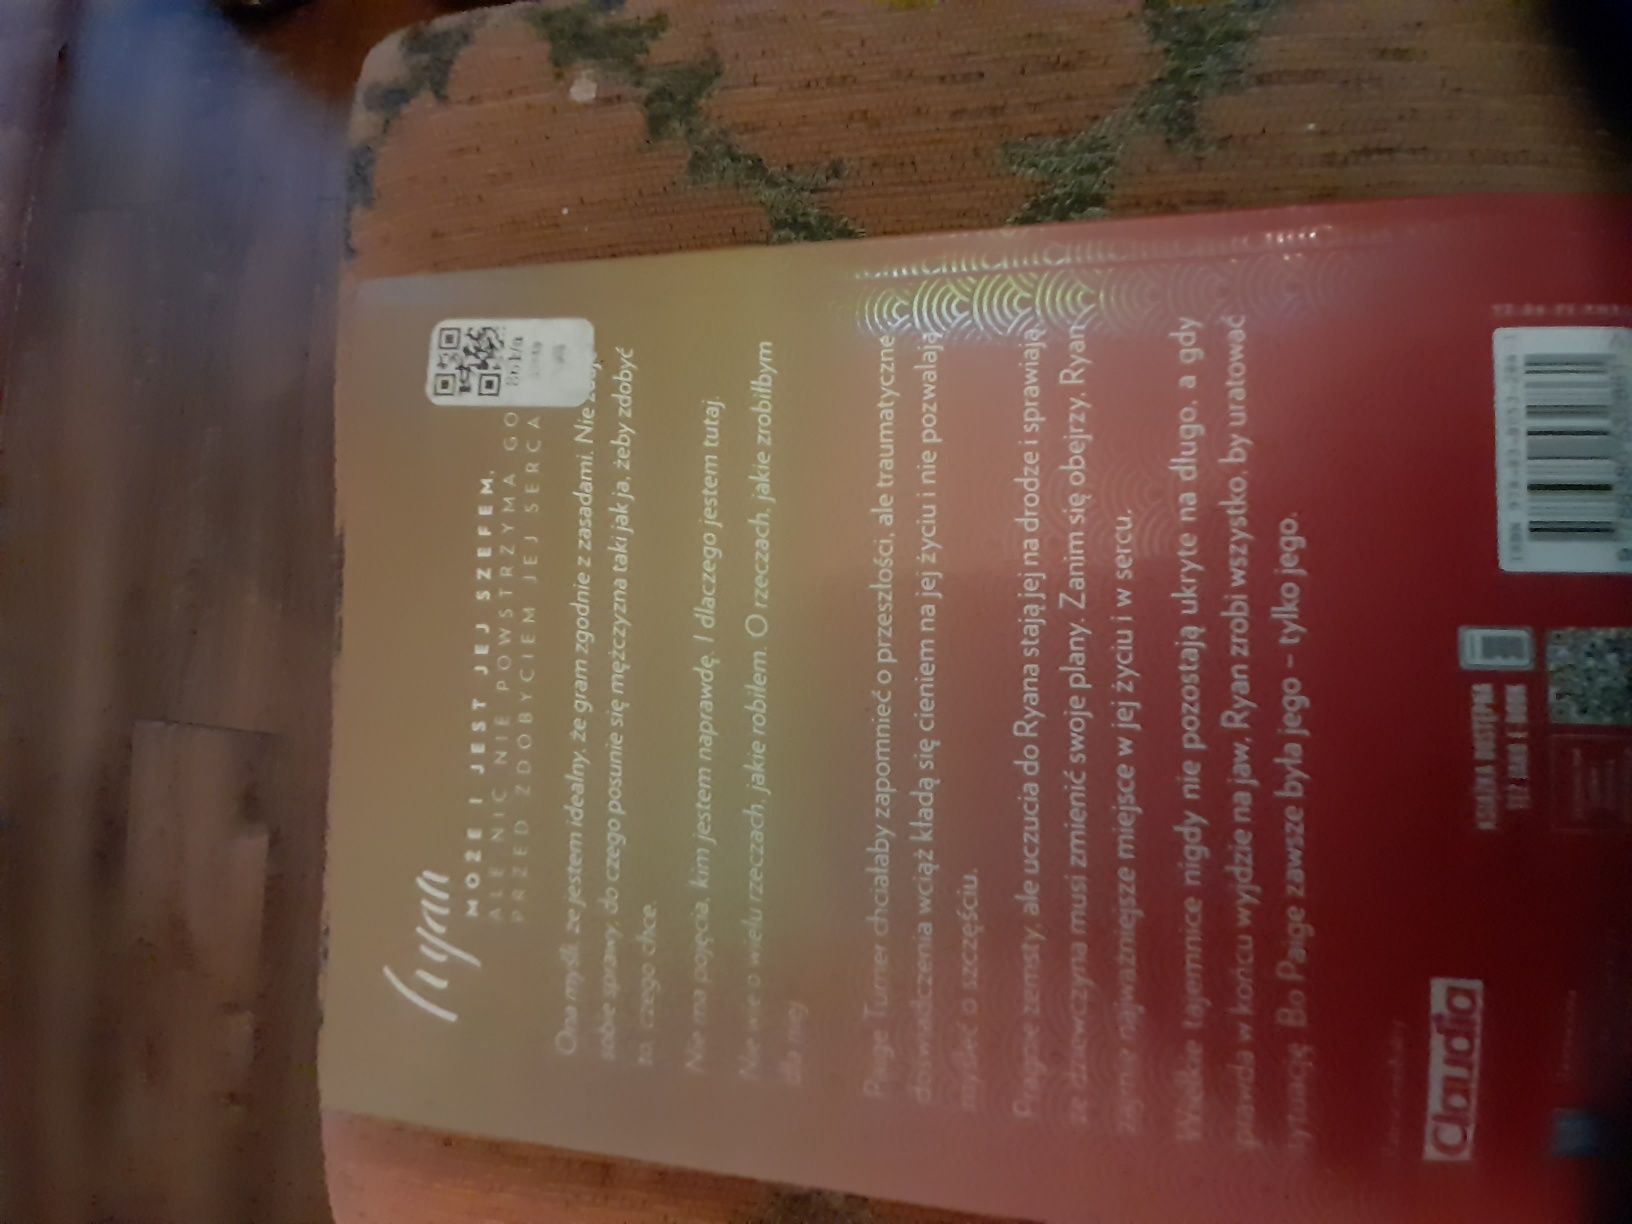 Ryan
MOŻE I JEST JEJ SZEFEM,
ALE NIC NIE POWSTRZYMA GO
PRZED ZDOBYCIEM JEJ SERCA
Ona myśli, że jestem idealny, że gram zgodnie z zasadami. Nie
sobie sprawy, do czego posunie się mężczyzna taki jak ja, żeby zdobyć
to, czego chce.
Nie ma pojęcia, kim jestem naprawdę. I dlaczego jestem tutaj.
Nie wie o wielu rzeczach, jakie robiłem. O rzeczach, jakie zrobiłbym
dla niej
Paige Turner chciałaby zapomnieć o przeszłości, ale traumatyczne
doświadczenia wciąż kładą się cieniem na jej życiu i nie pozwalają
myśleć o szczęściu.
Pragnie zemsty, ale uczucia do Ryana stają jej na drodze i sprawiają,
że dziewczyna musi zmienić swoje plany. Zanim się obejrzy, Ryan
zajmie najważniejsze miejsce w jej życiu i w sercu.
Wielkie tajemnice nigdy nie pozostają ukryte na długo, a gdy
prawda w końcu wyjdzie na jaw, Ryan zrobi wszystko, by uratować
sytuację. Bo Paige zawsze była jego – tylko jego.
Claudia
KSIĄŻKA DOSTĘPNA
TEŻ JAKO E-BOOK